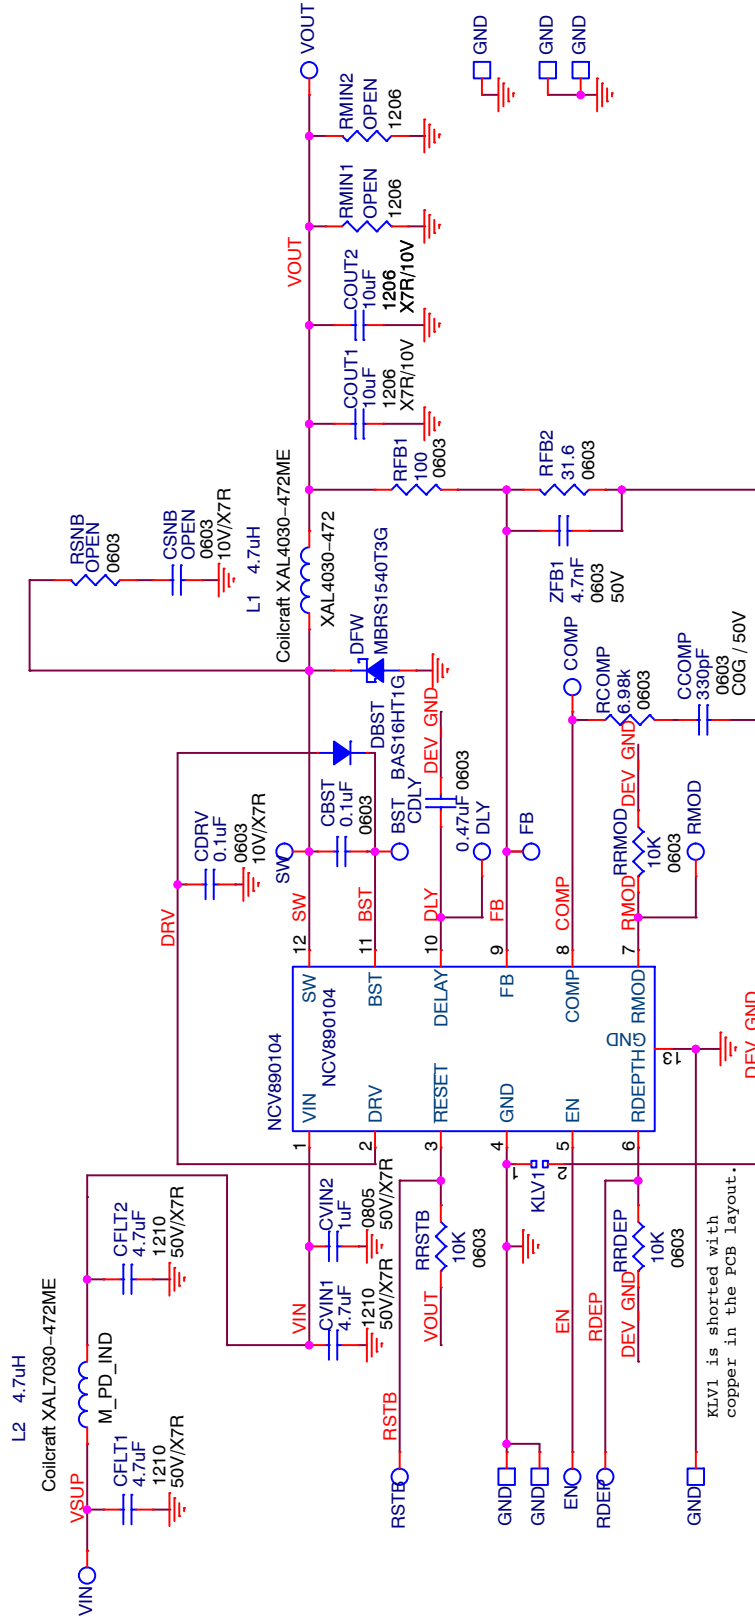 L2 4.7uH
Coilcraft XAL7030-472ME
M_PD_IND
VIN
VSUP
CFLT1
4.7uF
1210
50V/X7R
CFLT2
4.7uF
1210
50V/X7R
VIN
CVIN1
4.7uF
1210
50V/X7R
CVIN2
1uF
0805
50V/X7R
RSTB
RSTB
VOUT
RRSTB
10K
0603
GND
GND
EN
EN
RDEP
RDEP
DEV_GND
RRDEP
10K
0603
GND
KLV1
1
2
KLV1 is shorted with
copper in the PCB layout.
NCV890104
NCV890104
1
VIN
2
DRV
3
RESET
4
GND
5
EN
6
RDEPTH
12
SW
11
BST
10
DELAY
9
FB
8
COMP
7
RMOD
GND
13
DEV_GND
DRV
CDRV
0.1uF
0603
10V/X7R
SW
SW
BST
CBST
0.1uF
0603
BST
DBST
BAS16HT1G
DLY
CDLY
0.47uF
0603
DEV_GND
DLY
FB
FB
COMP
COMP
RCOMP
6.98k
0603
CCOMP
330pF
0603
C0G / 50V
RMOD
RRMOD
10K
0603
DEV_GND
RMOD
DFW
MBRS1540T3G
RSNB
OPEN
0603
CSNB
OPEN
0603
10V/X7R
L1 4.7uH
Coilcraft XAL4030-472ME
XAL4030-472
RFB1
100
0603
RFB2
31.6
0603
ZFB1
4.7nF
0603
50V
VOUT
COUT1
10uF
1206
X7R/10V
COUT2
10uF
1206
X7R/10V
RMIN1
OPEN
1206
RMIN2
OPEN
1206
VOUT
GND
GND
GND